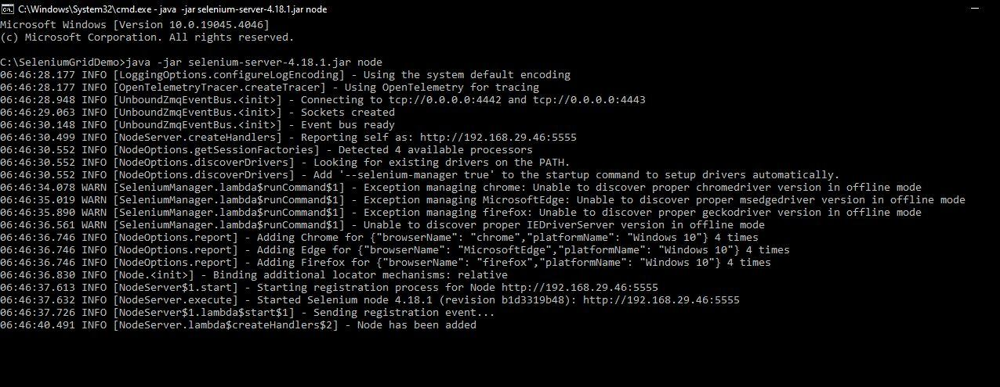 C:\Windows\System32\cmd.exe - java -jar selenium-server-4.18.1.jar node
Microsoft Windows [Version 10.0.19045.4046]
(c) Microsoft Corporation. All rights reserved.
C:\SeleniumGridDemo>java -jar selenium-server-4.18.1.jar node
06:46:28.177 INFO [LoggingOptions.configureLogEncoding] - Using the system default encoding
06:46:28.177 INFO [OpenTelemetryTracer.createTracer] - Using OpenTelemetry for tracing
06:46:28.948 INFO [UnboundZmqEventBus.<init>] - Connecting to tcp://0.0.0.0:4442 and tcp://0.0.0.0:4443
06:46:29.063 INFO [UnboundZmqEventBus.<init>] - Sockets created
06:46:30.148 INFO [UnboundZmqEventBus.<init>] - Event bus ready
06:46:30.499 INFO [NodeServer.createHandlers] - Reporting self as: http://192.168.29.46:5555
06:46:30.552 INFO [NodeOptions.getSessionFactories] - Detected 4 available processors
06:46:30.552 INFO [NodeOptions.discoverDrivers] - Looking for existing drivers on the PATH.
06:46:30.552 INFO [NodeOptions.discoverDrivers] - Add '--selenium-manager true' to the startup command to setup drivers automatically.
06:46:34.078 WARN [SeleniumManager.lambda$runCommand$1] - Exception managing chrome: Unable to discover proper chromedriver version in offline mode
06:46:35.019 WARN [SeleniumManager.lambda$runCommand$1] - Exception managing MicrosoftEdge: Unable to discover proper msedgedriver version in offline mode
06:46:35.890 WARN [SeleniumManager.lambda$runCommand$1] - Exception managing firefox: Unable to discover proper geckodriver version in offline mode
06:46:36.561 WARN [SeleniumManager.lambda$runCommand$1] - Unable to discover proper IEDriverServer version in offline mode
06:46:36.746 INFO [NodeOptions.report] - Adding Chrome for {"browserName": "chrome","platformName": "Windows 10"} 4 times
06:46:36.746 INFO [NodeOptions.report] - Adding Edge for {"browserName": "MicrosoftEdge","platformName": "Windows 10"} 4 times
06:46:36.746 INFO [NodeOptions.report] - Adding Firefox for {"browserName": "firefox","platformName": "Windows 10"} 4 times
06:46:36.830 INFO [Node.<init>] - Binding additional locator mechanisms: relative
06:46:37.613 INFO [NodeServer$1.start] - Starting registration process for Node http://192.168.29.46:5555
06:46:37.632 INFO [NodeServer.execute] - Started Selenium node 4.18.1 (revision b1d3319b48): http://192.168.29.46:5555
06:46:37.726 INFO [NodeServer$1.lambda$start$1] - Sending registration event...
06:46:40.491 INFO [NodeServer.lambda$createHandlers$2] - Node has been added